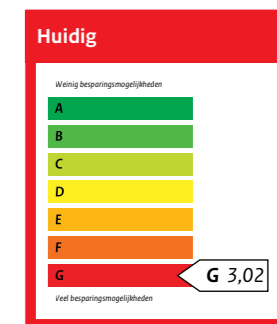 Huidig
Weinig besparingsmogelijkheden
A
B
C
D
E
F
G
G 3,02
Veel besparingsmogelijkheden